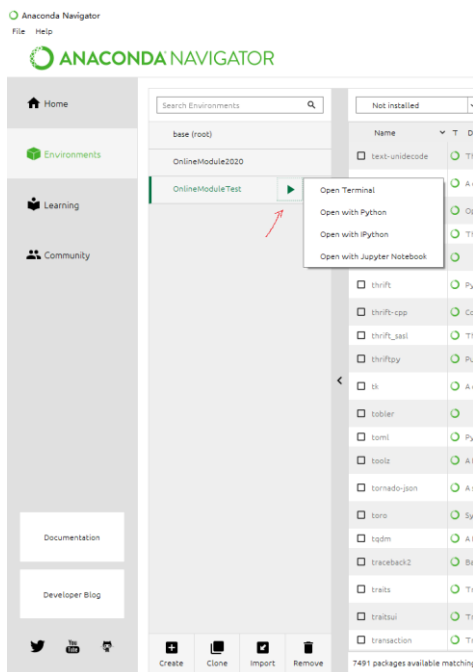 Anaconda Navigator
File Help
ANACONDA NAVIGATOR
Home
Environments
Learning
Community
Documentation
Developer Blog
You Tube
Search Environments
base (root)
OnlineModule2020
OnlineModuleTest
Open Terminal
Open with Python
Open with IPython
Open with Jupyter Notebook
Create Clone Import Remove
Not installed
Name T D
text-unidecode
thrift
thrift-cpp
thrift_sasl
thriftpy
tk
tobler
toml
toolz
tornado-json
toro
tqdm
traceback2
traits
traitsui
transaction
7491 packages available matching